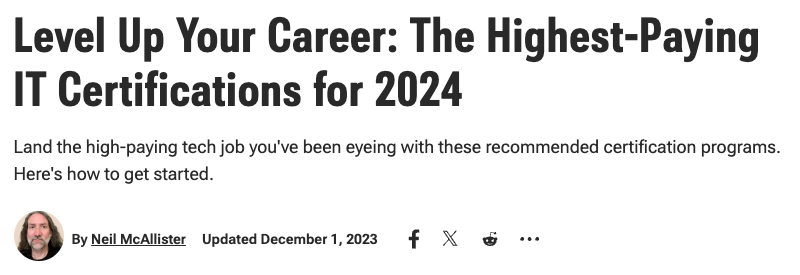 Level Up Your Career: The Highest-Paying
IT Certifications for 2024
Land the high-paying tech job you've been eyeing with these recommended certification programs.
Here's how to get started.
By Neil McAllister Updated December 1, 2023